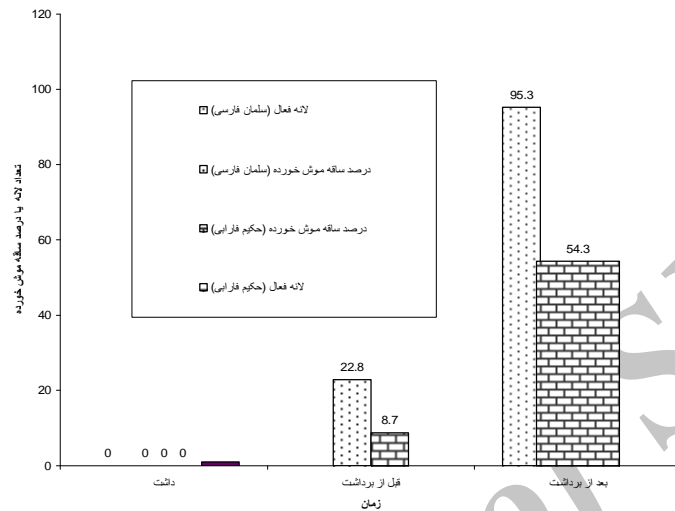 120
100
80
60
40
20
0
تعداد لانه یا درصد ساقه موش خورده
لانه فعال (سلمان فارسی)
درصد ساقه موش خورده (سلمان فارسی)
درصد ساقه موش خورده (حکیم فارابی)
لانه فعال (حکیم فارابی)
0 0 0 0
22.8
8.7
95.3
54.3
داشت
قبل از برداشت
بعد از برداشت
زمان